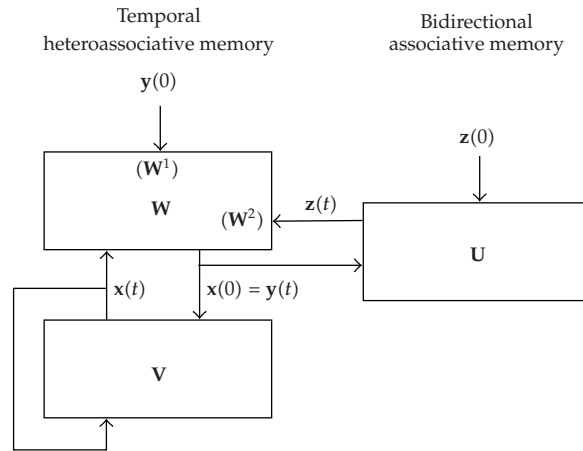 Temporal
heteroassociative memory
Bidirectional
associative memory
y(0)
z(0)
(W¹)
W
(W²)
z(t)
U
x(t)
x(0) = y(t)
V